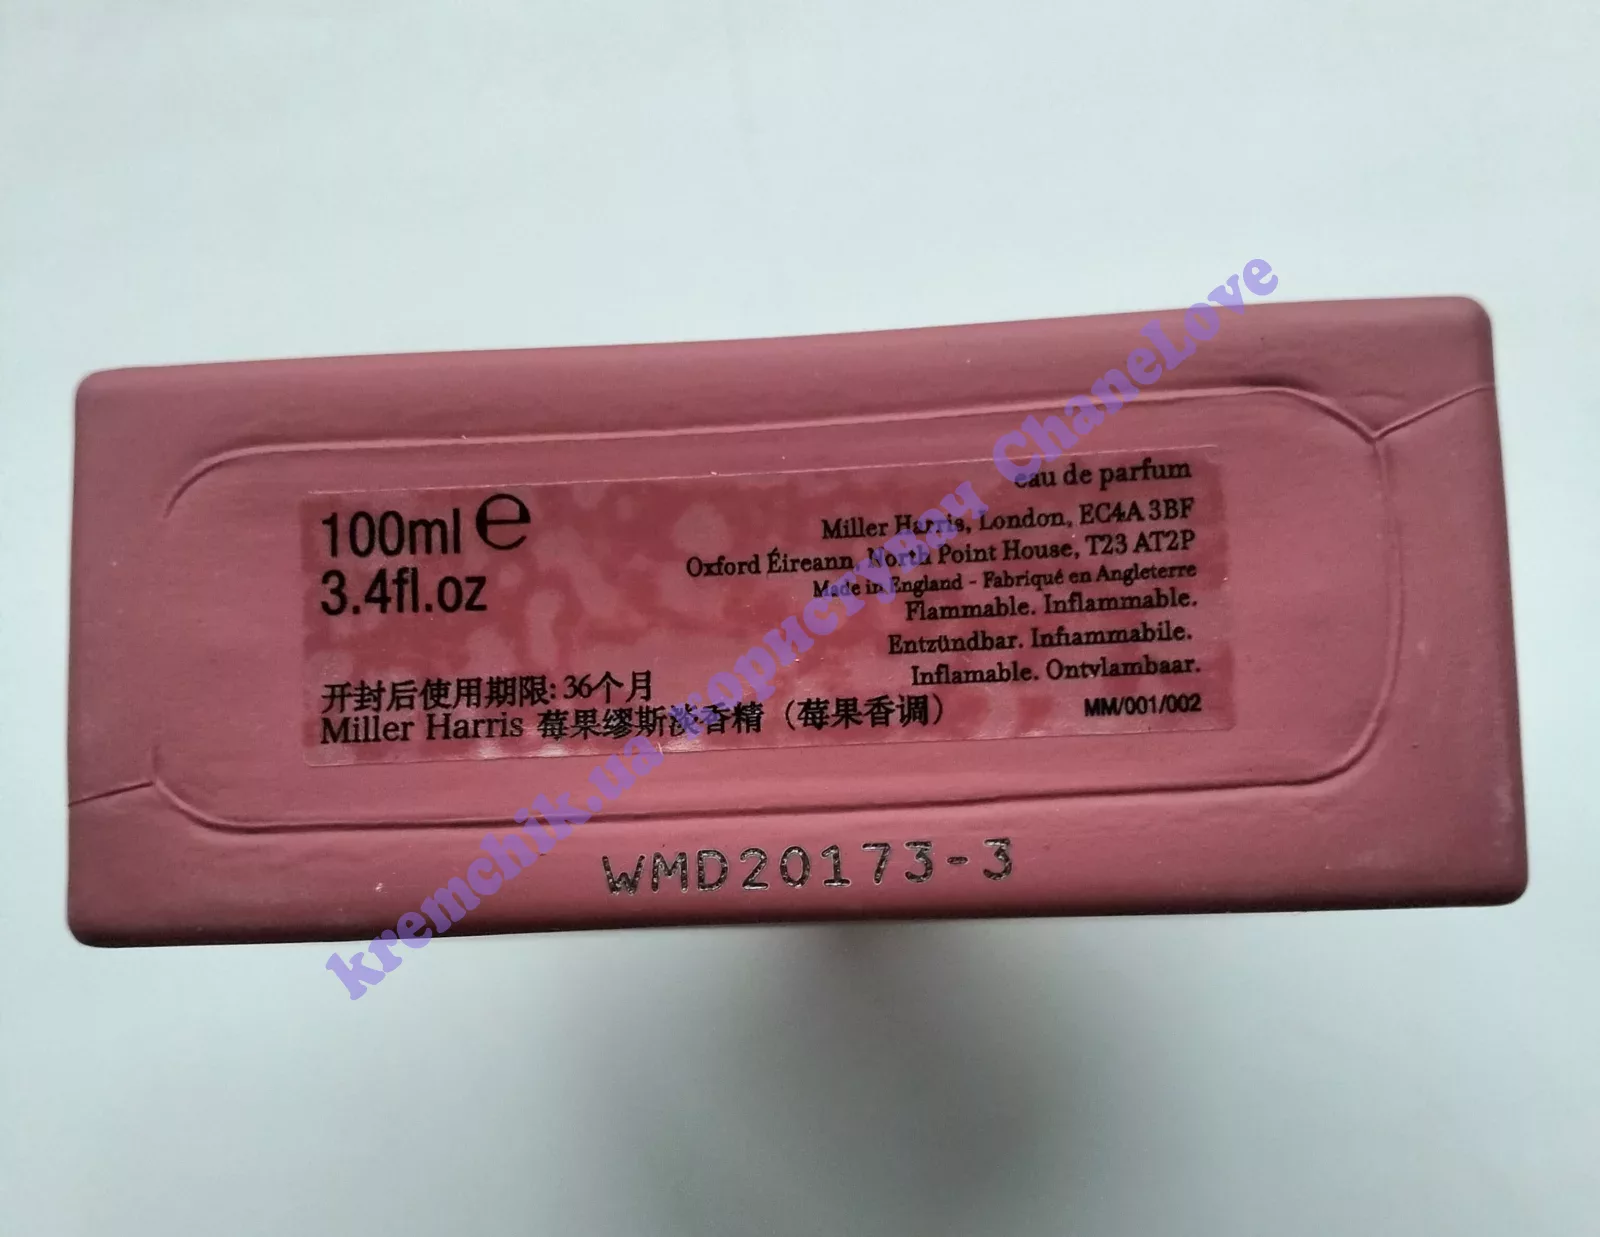 100ml e
3.4fl.oz
eau de parfum
Miller Harris, London, EC4A 3BF
Oxford Éireann, North Point House, T23 AT2P
Made in England - Fabriqué en Angleterre
Flammable. Inflammable.
Entzündbar. Infiammabile.
Inflamable. Ontvlambaar.
MM/001/002
开封后使用期限: 36个月
Miller Harris 莓果缪斯淡香精（莓果香调）
WMD20173-3
kremchik.ua користувач ChaneLove